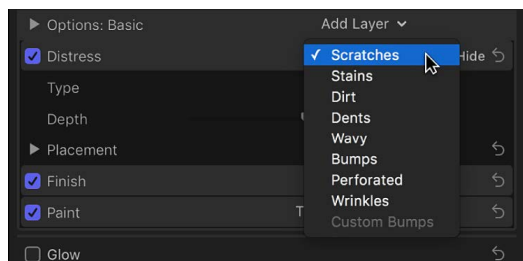 Options: Basic Add Layer
Distress Hide
Scratches
Stains
Type
Dirt
Depth
Dents
Wavy
Placement
Bumps
Finish
Perforated
Wrinkles
Paint T
Custom Bumps
Glow